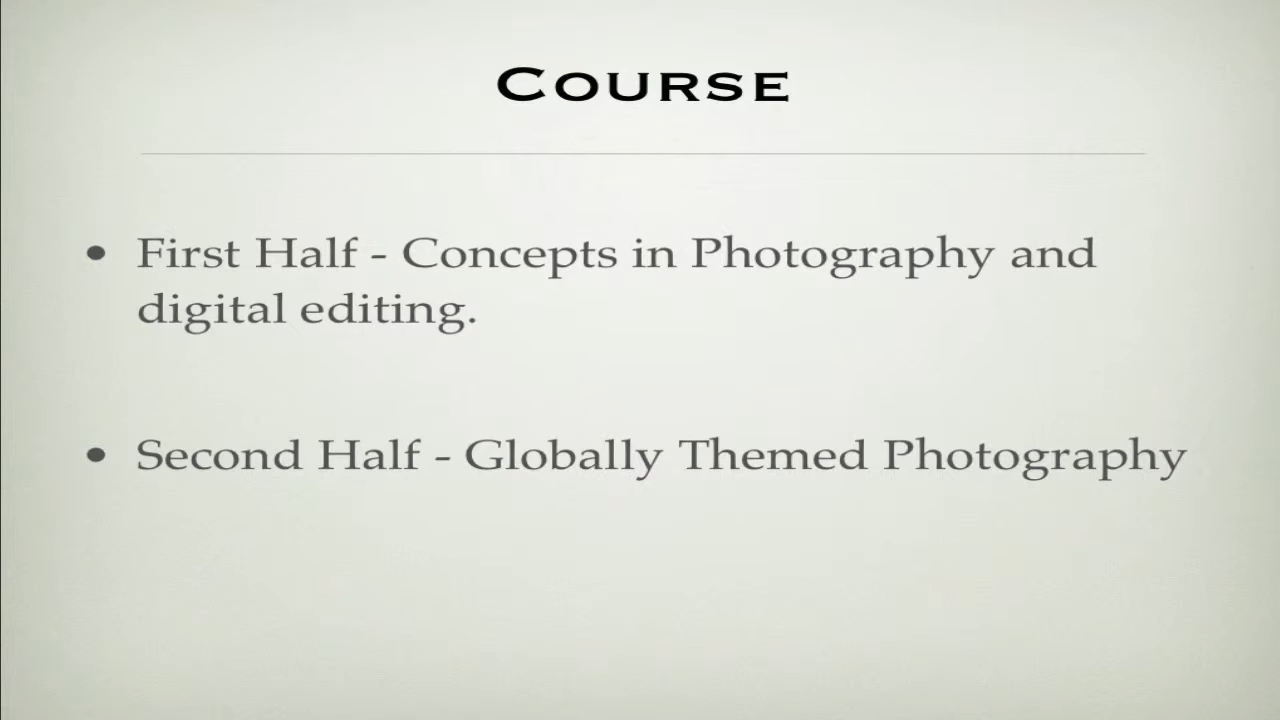 COURSE
• First Half - Concepts in Photography and
digital editing.
• Second Half - Globally Themed Photography